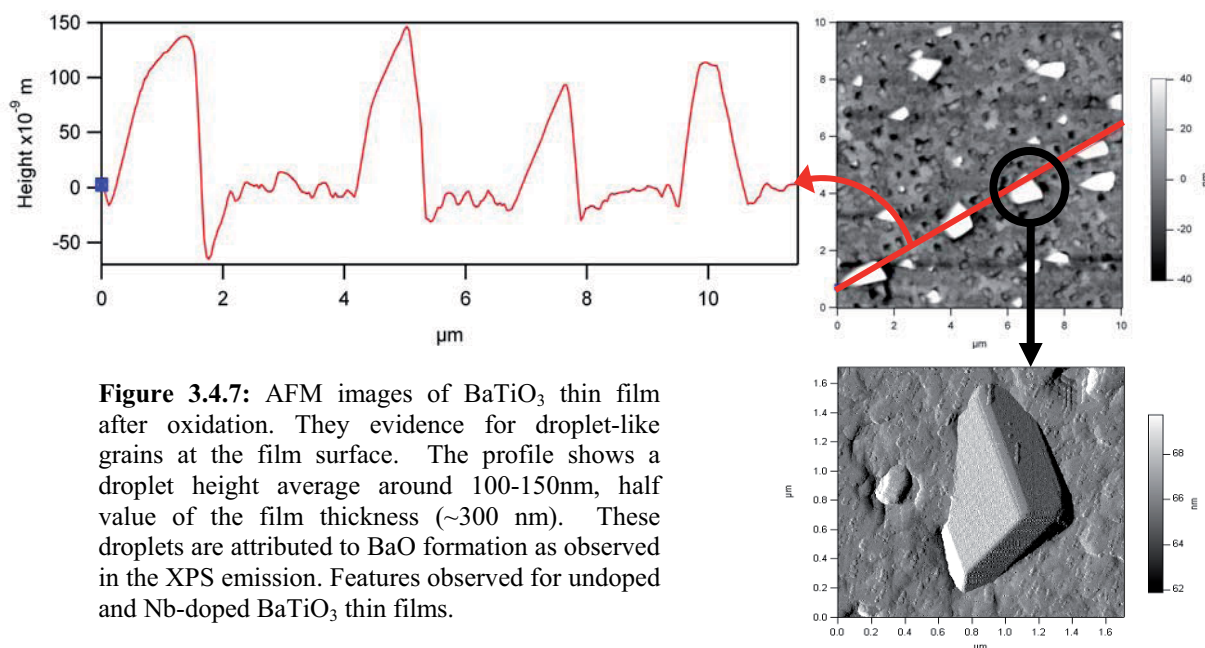 150
100
50
0
-50
Height x10⁻⁹ m
0 2 4 6 8 10
µm
10
8
6
4
2
0
0 2 4 6 8 10
µm
40
20
0
-20
-40
nm
Figure 3.4.7: AFM images of BaTiO₃ thin film
after oxidation. They evidence for droplet-like
grains at the film surface. The profile shows a
droplet height average around 100-150nm, half
value of the film thickness (~300 nm). These
droplets are attributed to BaO formation as observed
in the XPS emission. Features observed for undoped
and Nb-doped BaTiO₃ thin films.
1.6
1.4
1.2
1.0
0.8
0.6
0.4
0.2
0.0
µm
0.0 0.2 0.4 0.6 0.8 1.0 1.2 1.4 1.6
µm
68
66
64
62
nm